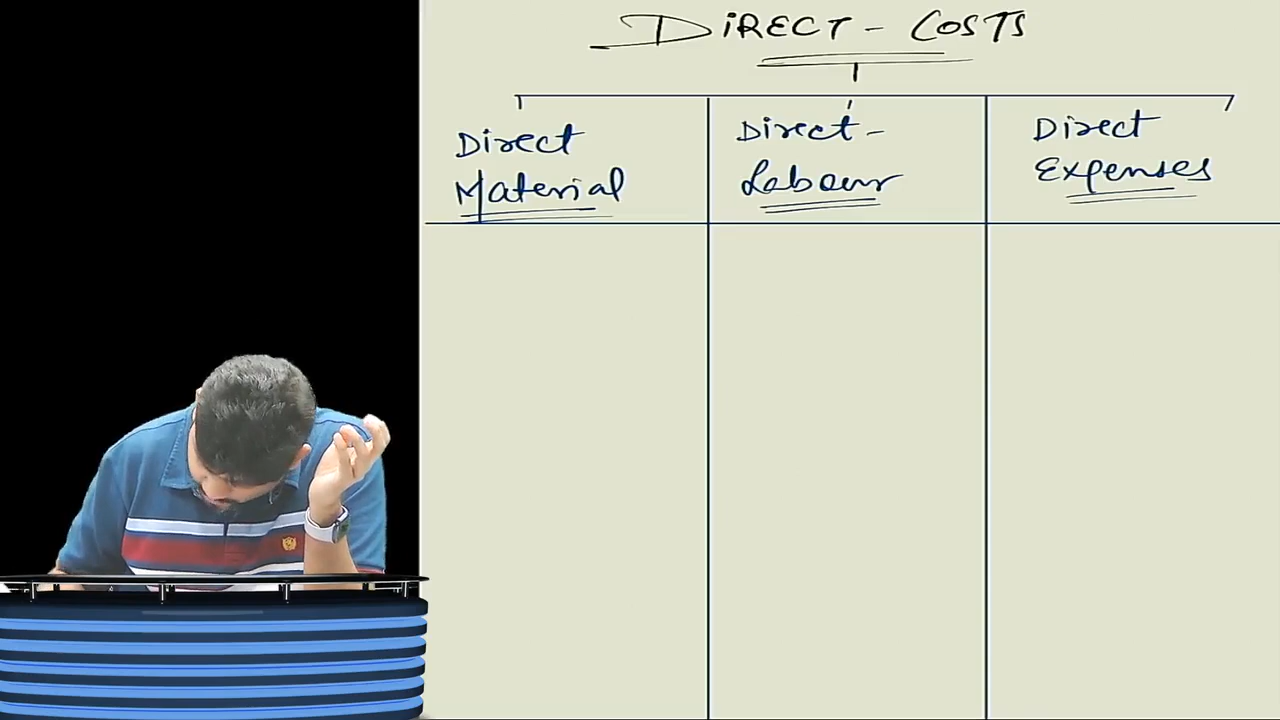 DIRECT - COSTS
Direct
Material
Direct -
Labour
Direct
Expenses